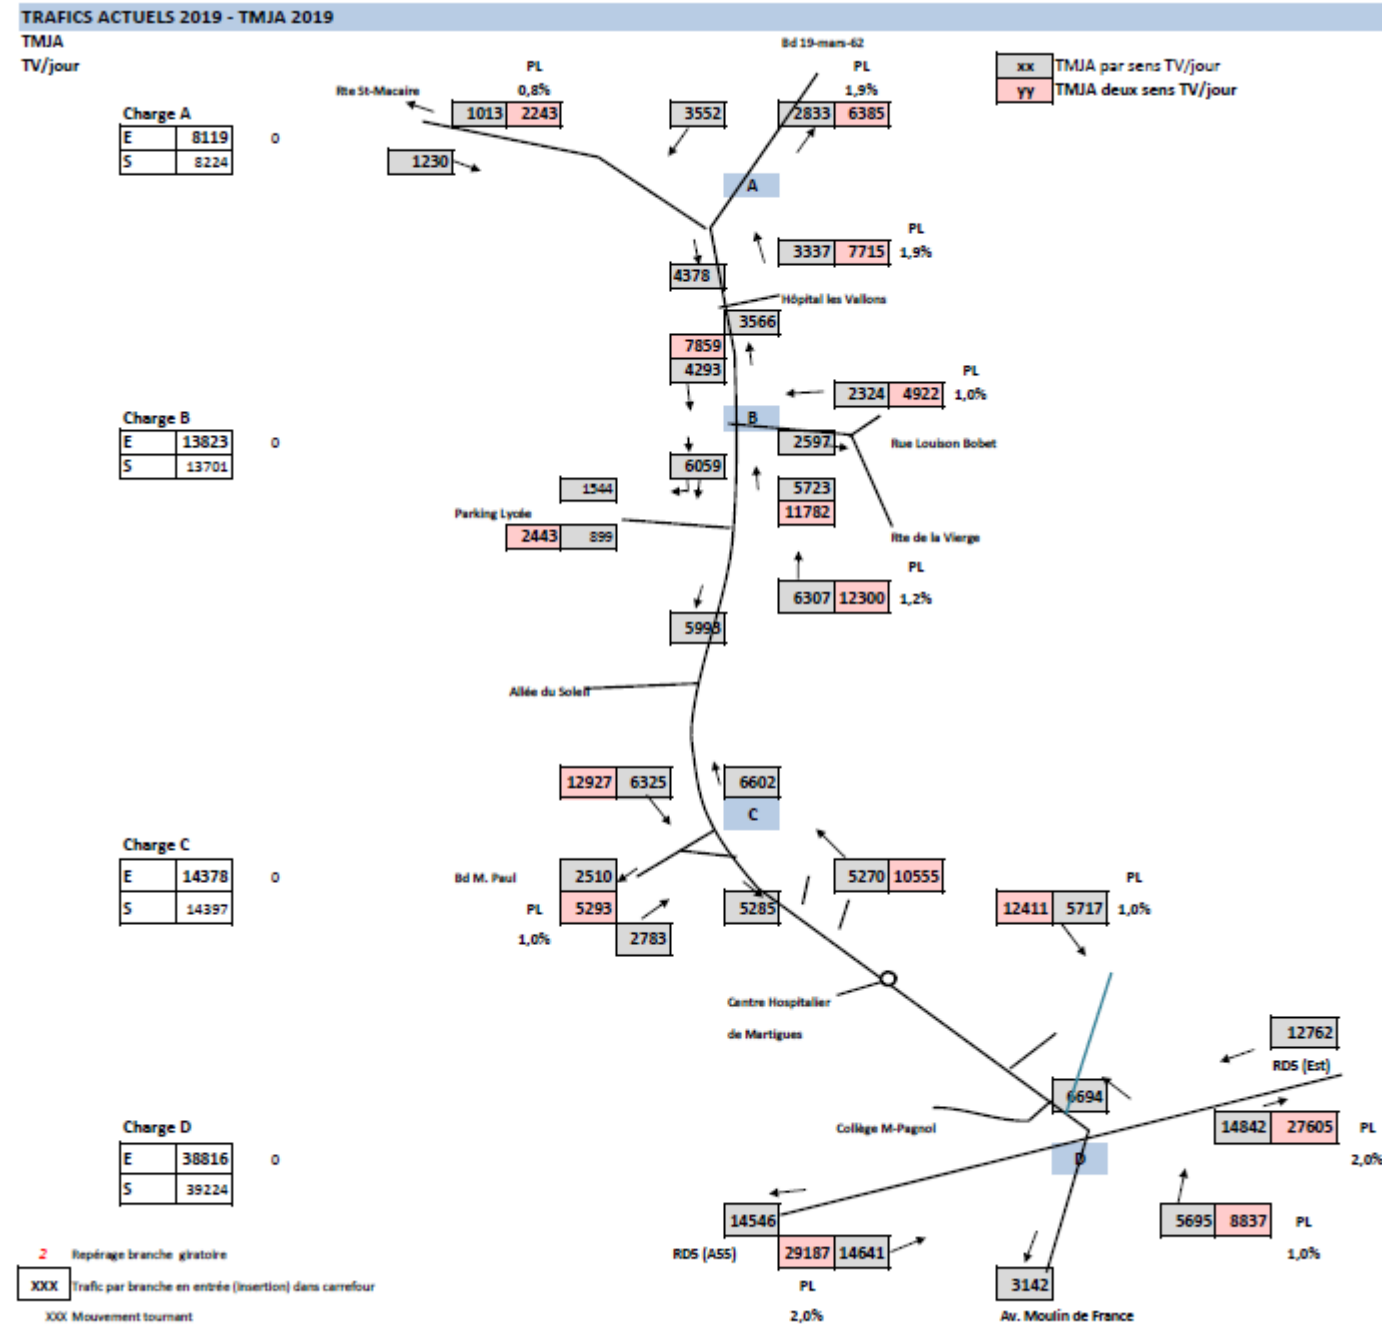 TRAFICS ACTUELS 2019 - TMJA 2019
TMJA
Bd 19-mars-62
TV/jour
PL
PL
xx TMJA par sens TV/jour
Rte St-Macaire
0,8%
1,9%
yy TMJA deux sens TV/jour
Charge A
1013 2243
3552
2833 6385
E 8119 0
S 8224
1230
A
PL
3337 7715 1,9%
4378
Hôpital les Vallons
3566
7859
4293
PL
2324 4922 1,0%
Charge B
B
E 13823 0
2597
Rue Louison Bobet
S 13701
6059
1544
5723
Parking Lycée
11782
2443 899
Rte de la Vierge
PL
6307 12300 1,2%
5993
Allée du Soleil
12927 6325
6602
C
Charge C
E 14378 0
Bd M. Paul
2510
5270 10555
PL
S 14397
PL
5293
5285
12411 5717 1,0%
1,0%
2783
Centre Hospitalier
de Martigues
12762
RD5 (Est)
6694
Charge D
Collège M-Pagnol
14842 27605 PL
E 38816 0
D
2,0%
S 39224
14546
5695 8837 PL
2 Repérage branche giratoire
RD5 (A55)
29187 14641
1,0%
XXX Trafic par branche en entrée (insertion) dans carrefour
PL
3142
XXX Mouvement tournant
2,0%
Av. Moulin de France